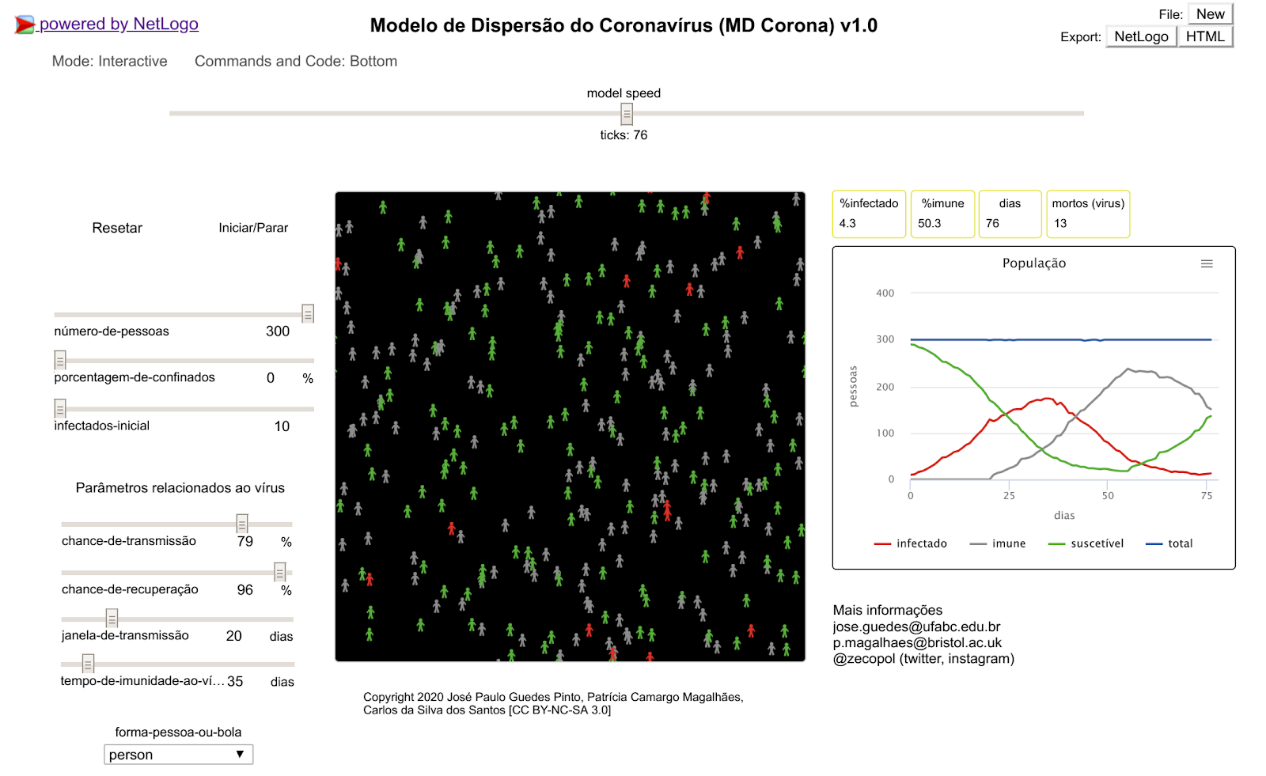 powered by NetLogo
Modelo de Dispersão do Coronavírus (MD Corona) v1.0
File: New
Export: NetLogo HTML
Mode: Interactive Commands and Code: Bottom
model speed
ticks: 76
Resetar Iniciar/Parar
número-de-pessoas 300
porcentagem-de-confinados 0 %
infectados-inicial 10
Parâmetros relacionados ao vírus
chance-de-transmissão 79 %
chance-de-recuperação 96 %
janela-de-transmissão 20 dias
tempo-de-imunidade-ao-ví… 35 dias
forma-pessoa-ou-bola
person ▼
%infectado %imune dias mortos (virus)
4.3 50.3 76 13
População
400
300
200
100
0
pessoas
0 25 50 75
dias
infectado imune suscetível total
Mais informações
jose.guedes@ufabc.edu.br
p.magalhaes@bristol.ac.uk
@zecopol (twitter, instagram)
Copyright 2020 José Paulo Guedes Pinto, Patrícia Camargo Magalhães,
Carlos da Silva dos Santos [CC BY-NC-SA 3.0]